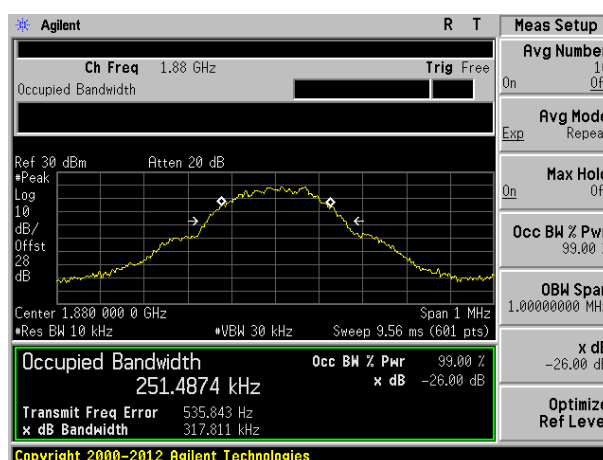 Agilent R T Meas Setup
Ch Freq 1.88 GHz Trig Free
Occupied Bandwidth
Avg Number
On
Avg Mode
Exp
Max Hold
On
Occ BW % Pwr
99.00
OBW Span
1.00000000
x dB
-26.00
Optimize
Ref Level
Ref 30 dBm Atten 20 dB
#Peak
Log
10
dB/
Offst
28
dB
Center 1.880 000 0 GHz Span 1 MHz
#Res BW 10 kHz #VBW 30 kHz Sweep 9.56 ms (601 pts)
Occupied Bandwidth Occ BW % Pwr 99.00 %
251.4874 kHz x dB -26.00 dB
Transmit Freq Error 535.843 Hz
x dB Bandwidth 317.811 kHz
Copyright 2000-2012 Agilent Technologies